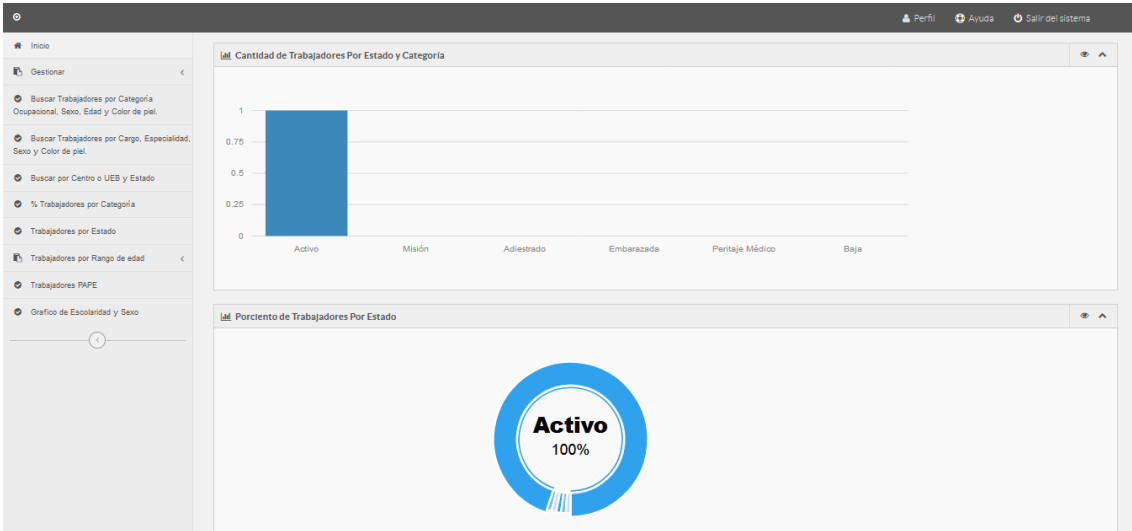 Perfil Ayuda Salir del sistema
Inicio
Gestionar
Buscar Trabajadores por Categoría
Ocupacional, Sexo, Edad y Color de piel.
Buscar Trabajadores por Cargo, Especialidad,
Sexo y Color de piel.
Buscar por Centro o UEB y Estado
% Trabajadores por Categoría
Trabajadores por Estado
Trabajadores por Rango de edad
Trabajadores PAPE
Grafico de Escolaridad y Sexo
Cantidad de Trabajadores Por Estado y Categoría
1
0.75
0.5
0.25
0
Activo Misión Adiestrado Embarazada Peritaje Médico Baja
Porciento de Trabajadores Por Estado
Activo
100%